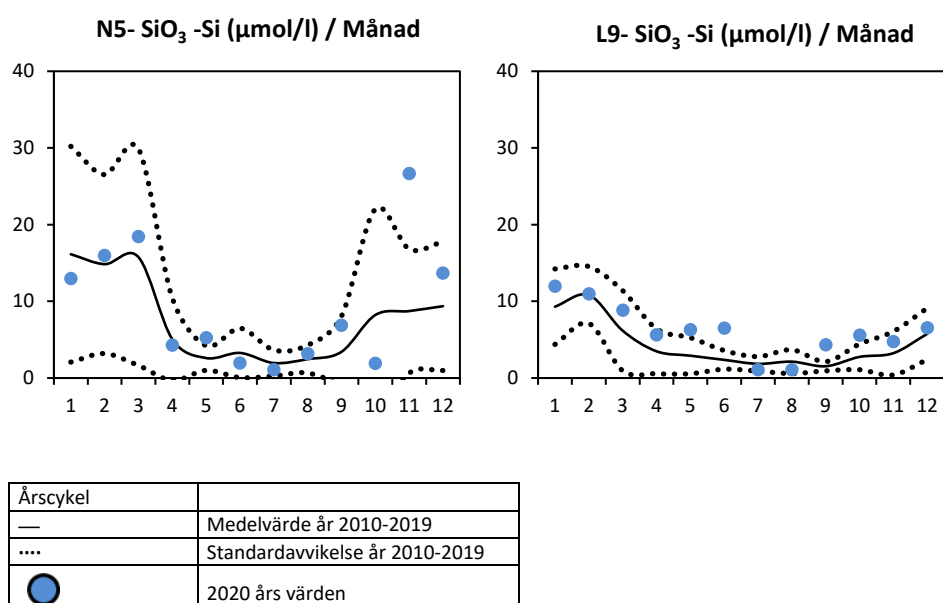 N5- SiO₃ -Si (µmol/l) / Månad
40
30
20
10
0
1 2 3 4 5 6 7 8 9 10 11 12
L9- SiO₃ -Si (µmol/l) / Månad
40
30
20
10
0
1 2 3 4 5 6 7 8 9 10 11 12
Årscykel
— Medelvärde år 2010-2019
···· Standardavvikelse år 2010-2019
2020 års värden